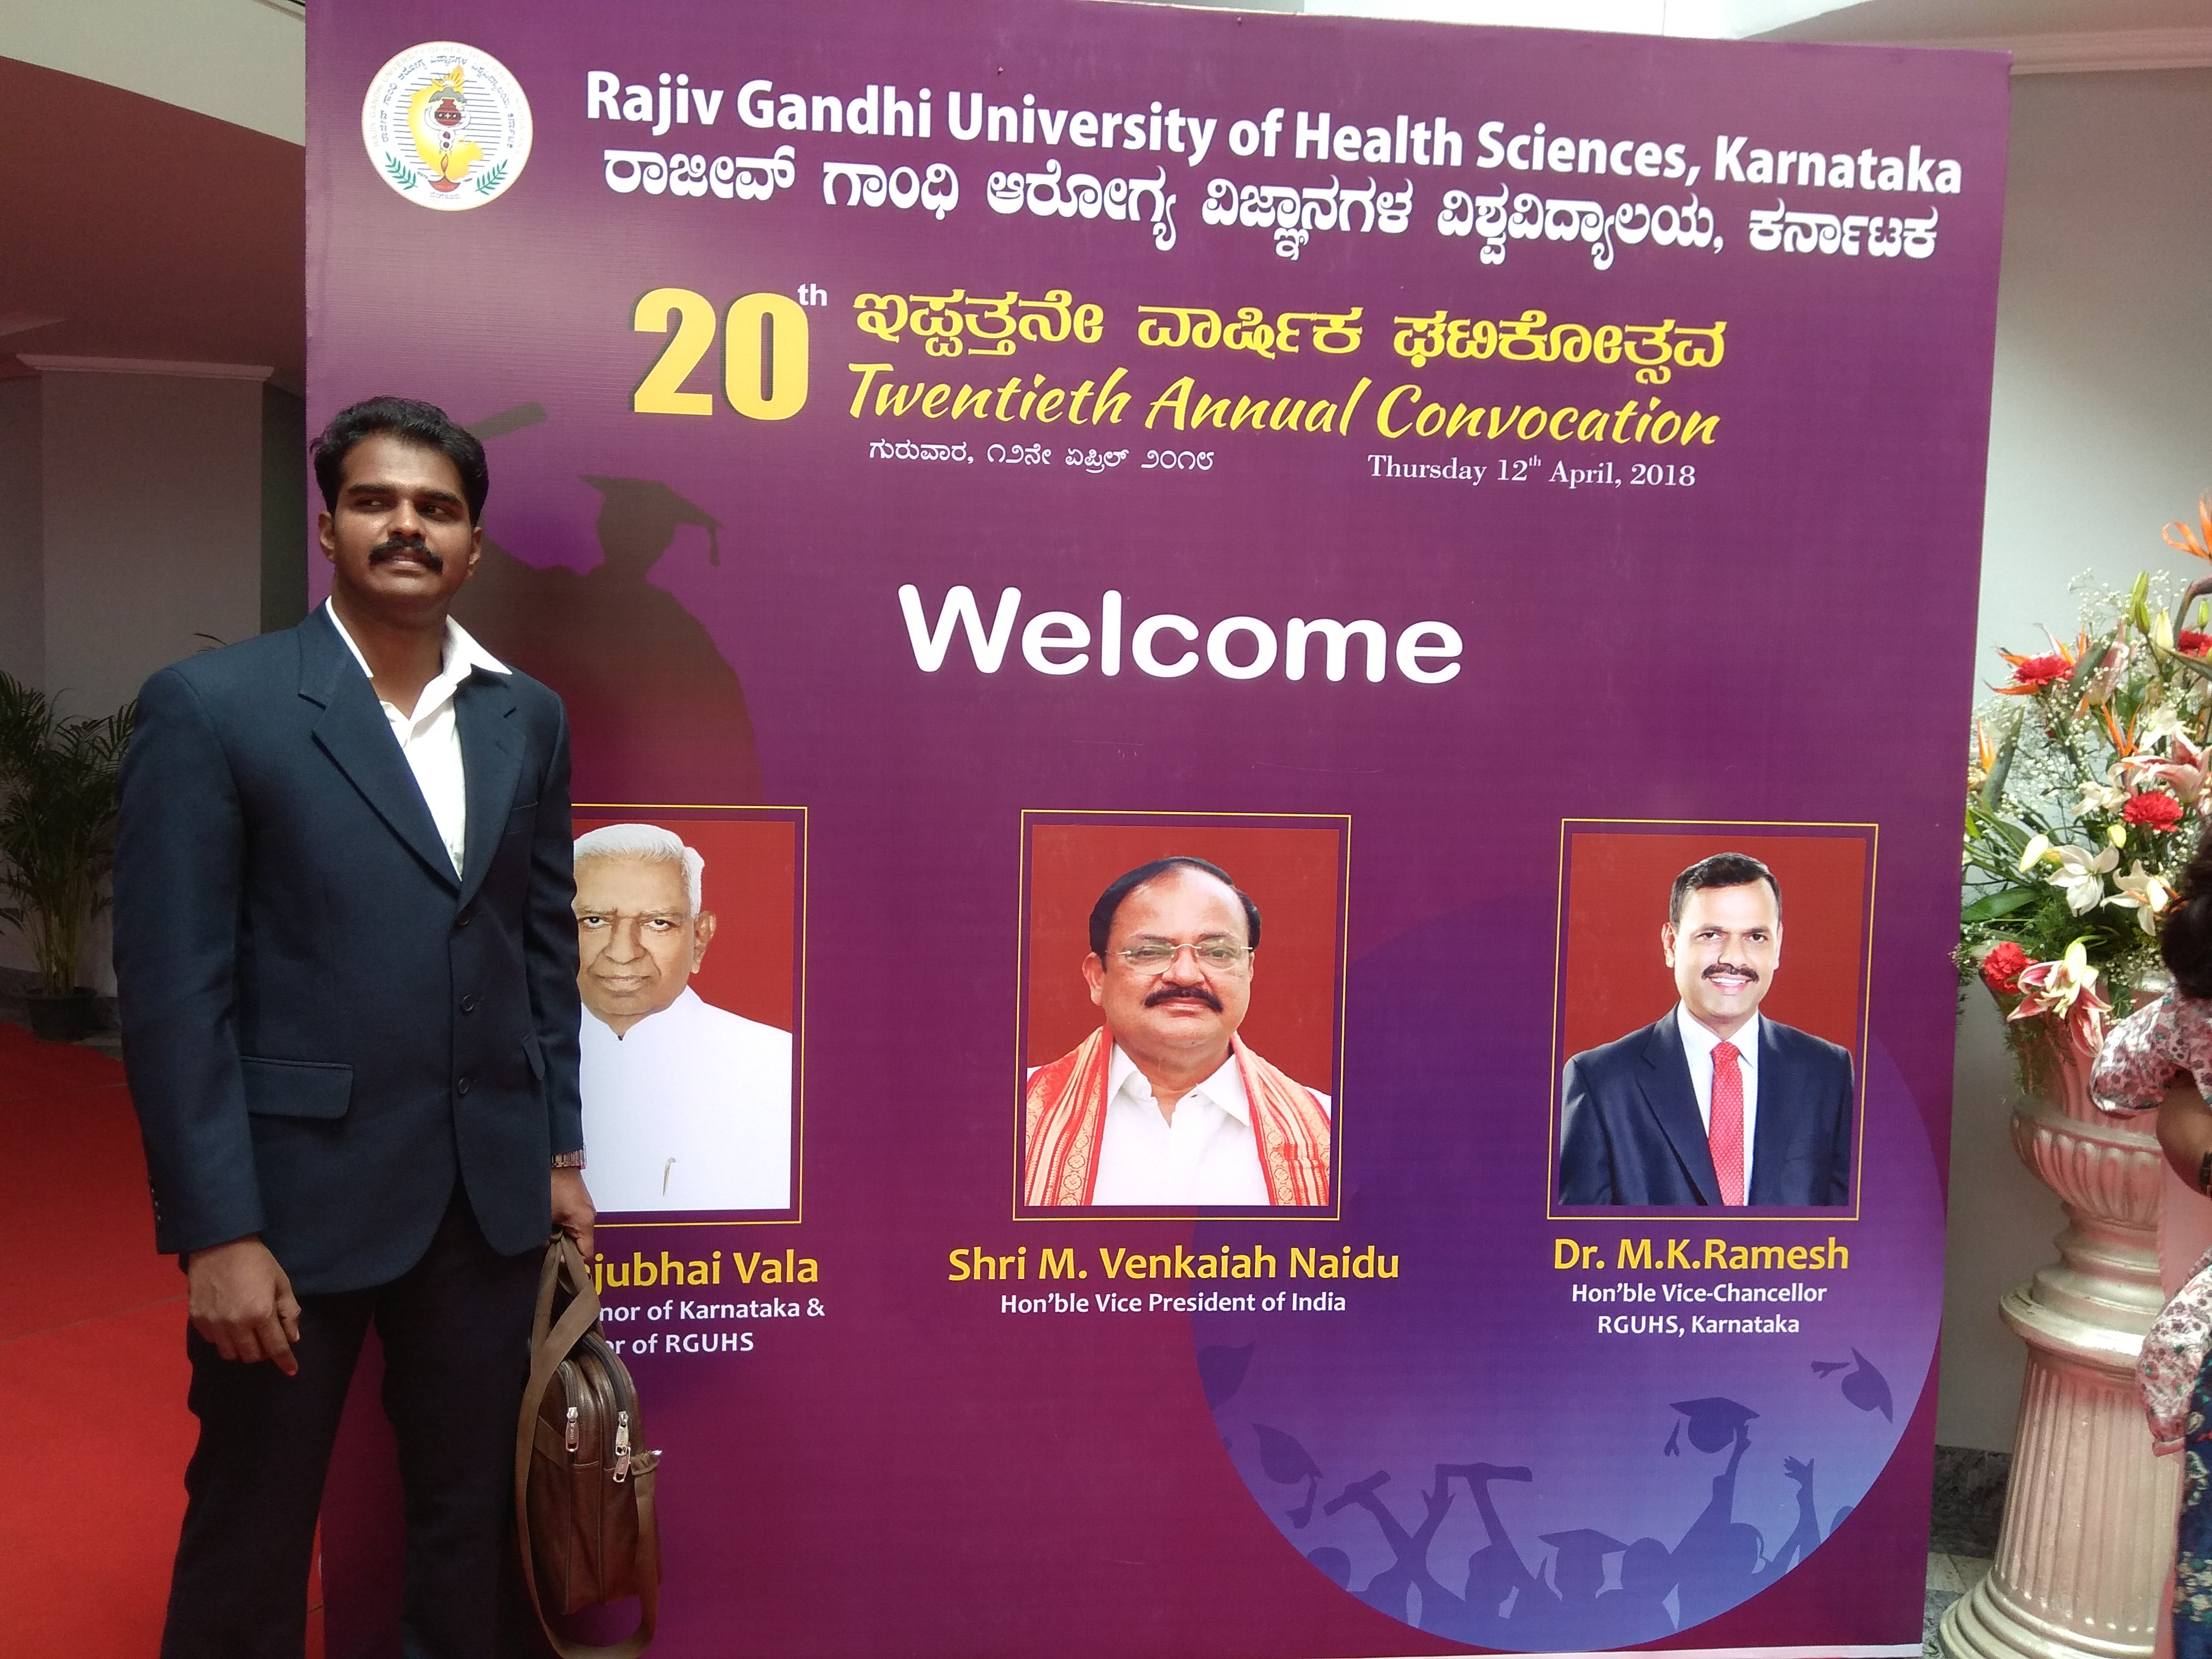 Rajiv Gandhi University of Health Sciences, Karnataka
ರಾಜೀವ್ ಗಾಂಧಿ ಆರೋಗ್ಯ ವಿಜ್ಞಾನಗಳ ವಿಶ್ವವಿದ್ಯಾಲಯ, ಕರ್ನಾಟಕ
20th ಇಪ್ಪತ್ತನೇ ವಾರ್ಷಿಕ ಘಟಿಕೋತ್ಸವ
Twentieth Annual Convocation
ಗುರುವಾರ, ೧೨ನೇ ಏಪ್ರಿಲ್ ೨೦೧೮ Thursday 12th April, 2018
Welcome
jubhai Vala
nor of Karnataka &
or of RGUHS
Shri M. Venkaiah Naidu
Hon'ble Vice President of India
Dr. M.K.Ramesh
Hon'ble Vice-Chancellor
RGUHS, Karnataka